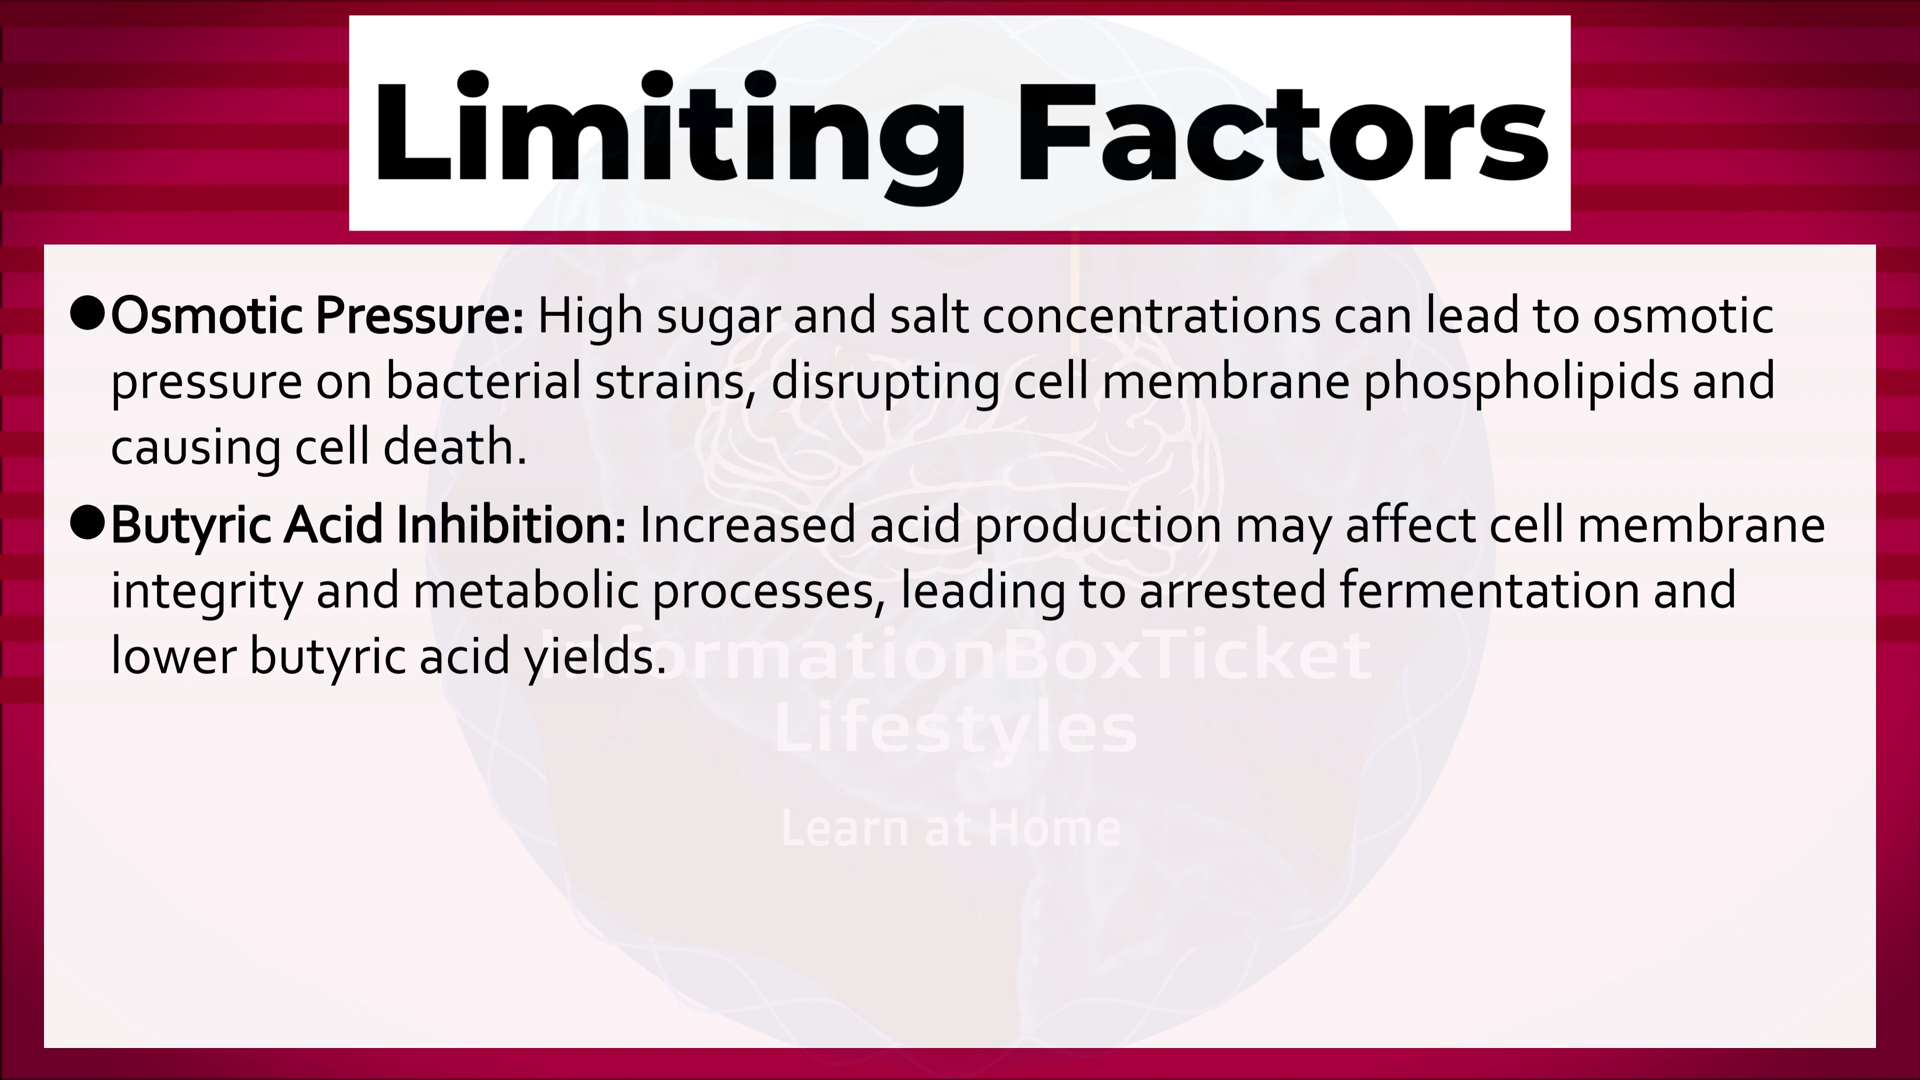 Limiting Factors
●Osmotic Pressure: High sugar and salt concentrations can lead to osmotic
pressure on bacterial strains, disrupting cell membrane phospholipids and
causing cell death.
●Butyric Acid Inhibition: Increased acid production may affect cell membrane
integrity and metabolic processes, leading to arrested fermentation and
lower butyric acid yields.
InformationBoxTicket
Lifestyles
Learn at Home